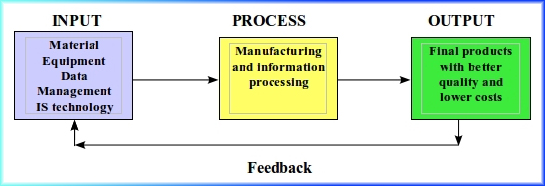 INPUT
PROCESS
OUTPUT
Material
Equipment
Data
Management
IS technology
Manufacturing
and information
processing
Final products
with better
quality and
lower costs
Feedback